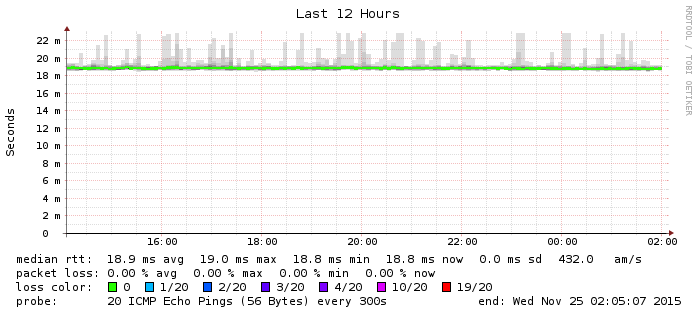 Last 12 Hours
RRDTOOL / TOBI OETIKER
Seconds
22 m
20 m
18 m
16 m
14 m
12 m
10 m
8 m
6 m
4 m
2 m
0
16:00 18:00 20:00 22:00 00:00 02:00
median rtt: 18.9 ms avg 19.0 ms max 18.8 ms min 18.8 ms now 0.0 ms sd 432.0 am/s
packet loss: 0.00 % avg 0.00 % max 0.00 % min 0.00 % now
loss color: 0 1/20 2/20 3/20 4/20 10/20 19/20
probe: 20 ICMP Echo Pings (56 Bytes) every 300s end: Wed Nov 25 02:05:07 2015